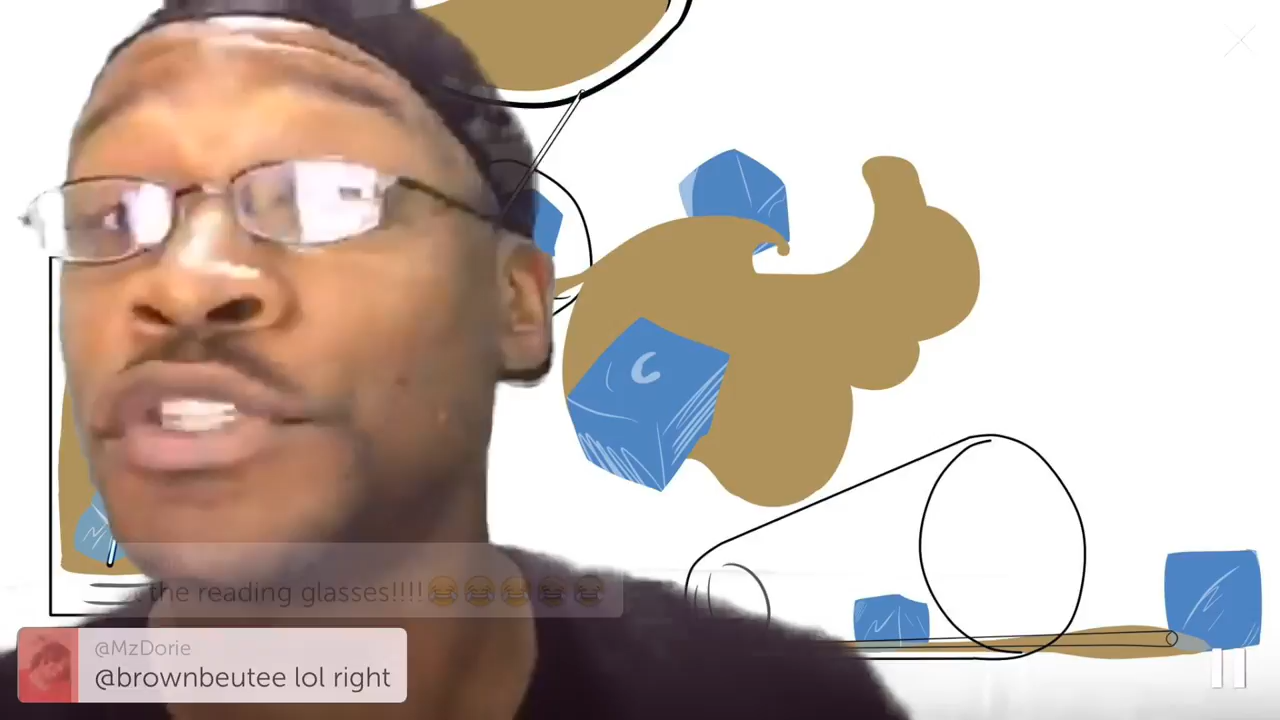 the reading glasses!!!!😂😂😂😂😂
@MzDorie
@brownbeutee lol right